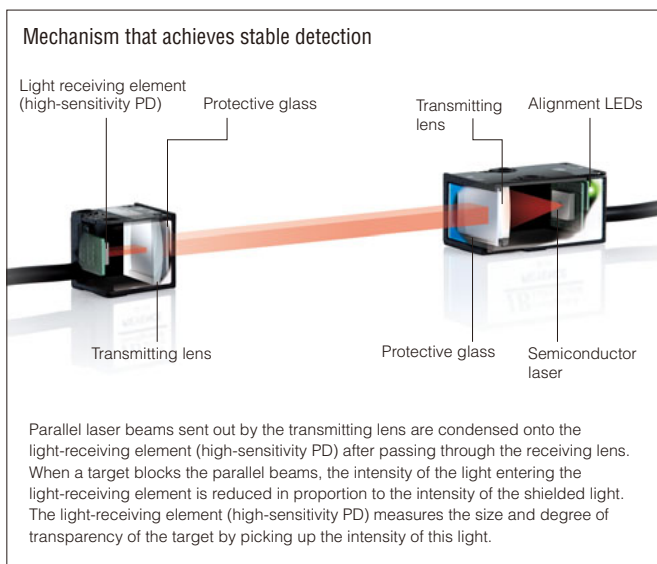 Mechanism that achieves stable detection
Light receiving element
(high-sensitivity PD)
Protective glass
Transmitting
lens
Alignment LEDs
Transmitting lens
Protective glass
Semiconductor
laser
Parallel laser beams sent out by the transmitting lens are condensed onto the
light-receiving element (high-sensitivity PD) after passing through the receiving lens.
When a target blocks the parallel beams, the intensity of the light entering the
light-receiving element is reduced in proportion to the intensity of the shielded light.
The light-receiving element (high-sensitivity PD) measures the size and degree of
transparency of the target by picking up the intensity of this light.